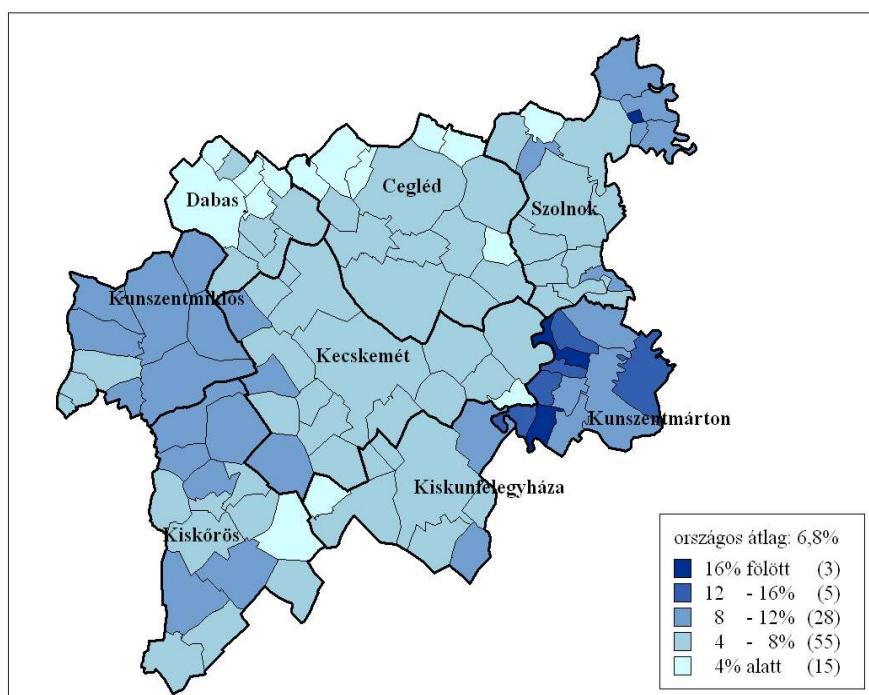 Dabas
Cegléd
Szolnok
Kunszentmiklós
Kecskemét
Kunszentmárton
Kiskunfélegyháza
Kiskőrös
országos átlag: 6,8%
16% fölött (3)
12 - 16% (5)
8 - 12% (28)
4 - 8% (55)
4% alatt (15)